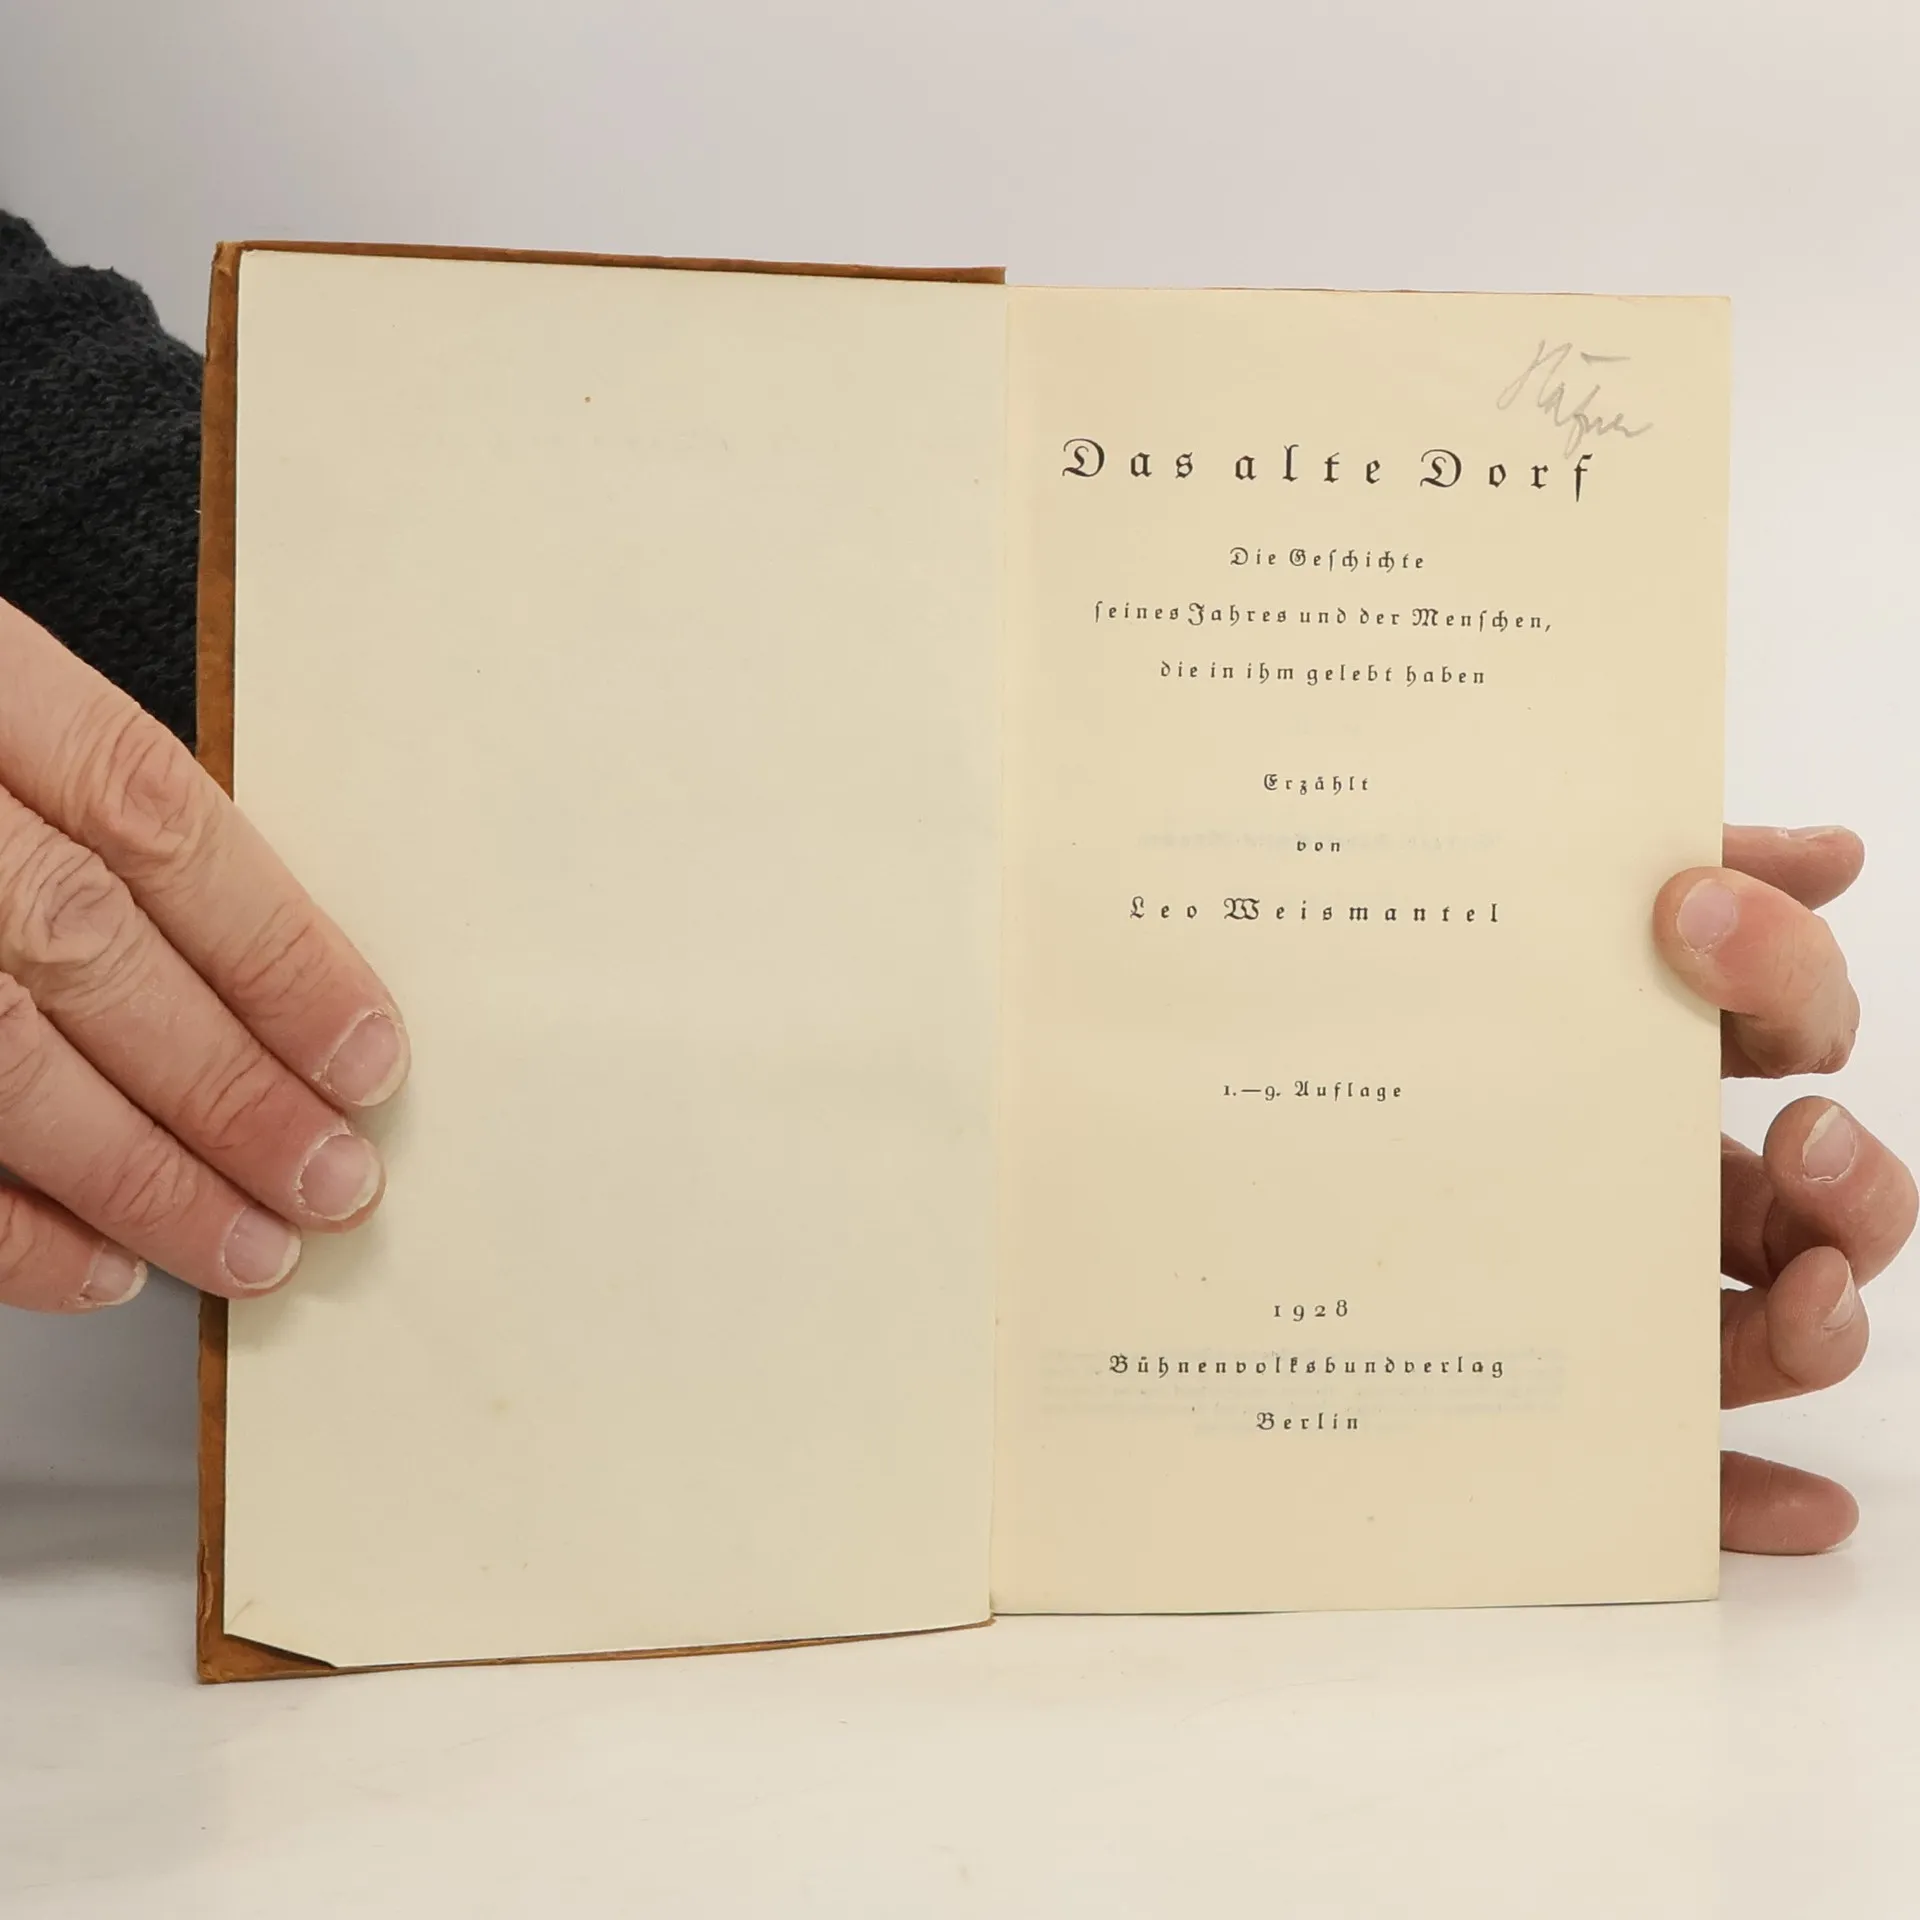 Das alte Dorf
Die Geſchichte
ſeines Jahres und der Menſchen,
die in ihm gelebt haben
Erzählt
von
Leo Weismantel
1.—9. Auflage
1928
Bühnenvolksbundverlag
Berlin